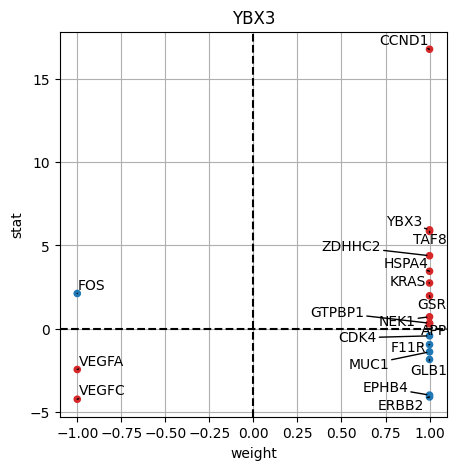 YBX3
CCND1
15
10
YBX3
TAF8
ZDHHC2
5
HSPA4
KRAS
FOS
GSR
GTPBP1
NEK1
APP
0
CDK4
F11R
MUC1
VEGFA
GLB1
EPHB4
VEGFC
ERBB2
−5
stat
−1.00 −0.75 −0.50 −0.25 0.00 0.25 0.50 0.75 1.00
weight